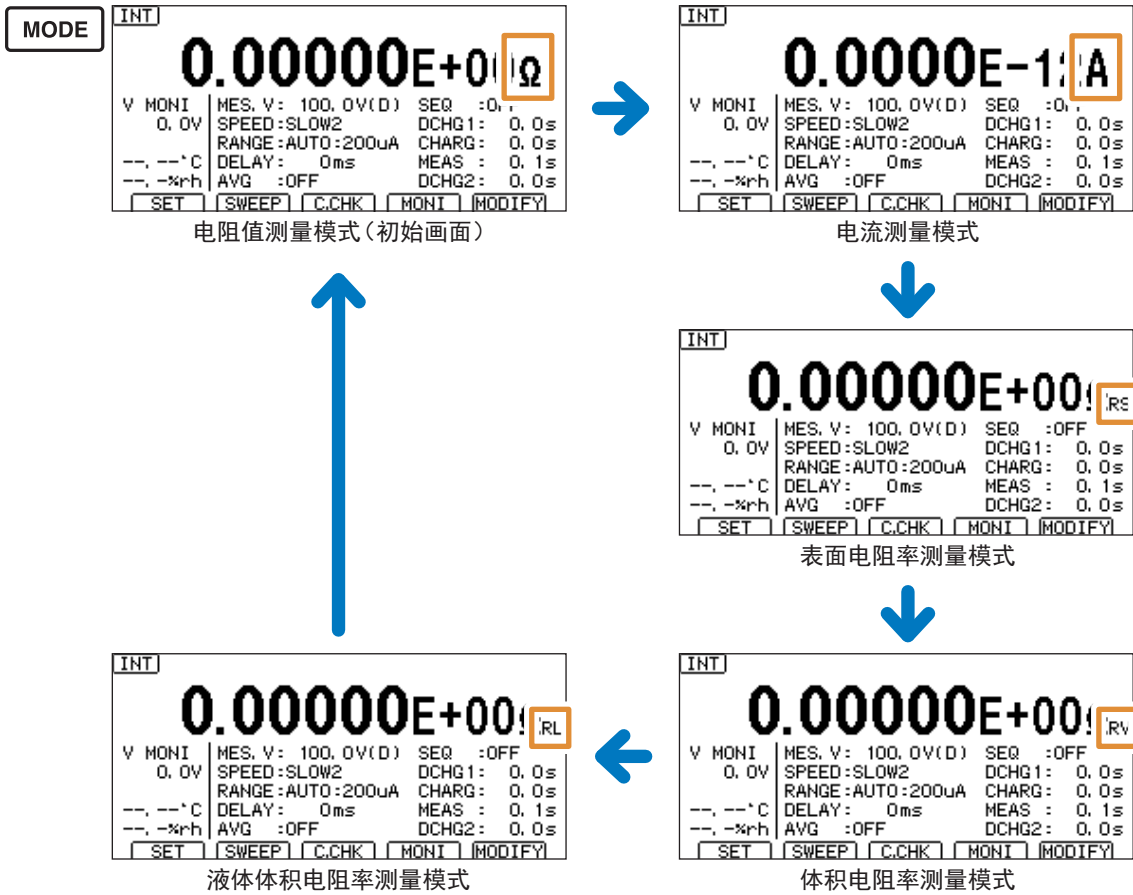 MODE
INT
0.00000E+00Ω
V MONI MES. V: 100. 0V(D) SEQ :OFF
0. 0V SPEED:SLOW2 DCHG1: 0. 0s
RANGE:AUTO:200uA CHARG: 0. 0s
--. --°C DELAY: 0ms MEAS : 0. 1s
--. -%rh AVG :OFF DCHG2: 0. 0s
SET SWEEP C.CHK MONI MODIFY
电阻值测量模式（初始画面）
INT
0.0000E-12A
V MONI MES. V: 100. 0V(D) SEQ :OFF
0. 0V SPEED:SLOW2 DCHG1: 0. 0s
RANGE:AUTO:200uA CHARG: 0. 0s
--. --°C DELAY: 0ms MEAS : 0. 1s
--. -%rh AVG :OFF DCHG2: 0. 0s
SET SWEEP C.CHK MONI MODIFY
电流测量模式
INT
0.00000E+00 RS
V MONI MES. V: 100. 0V(D) SEQ :OFF
0. 0V SPEED:SLOW2 DCHG1: 0. 0s
RANGE:AUTO:200uA CHARG: 0. 0s
--. --°C DELAY: 0ms MEAS : 0. 1s
--. -%rh AVG :OFF DCHG2: 0. 0s
SET SWEEP C.CHK MONI MODIFY
表面电阻率测量模式
INT
0.00000E+00 RL
V MONI MES. V: 100. 0V(D) SEQ :OFF
0. 0V SPEED:SLOW2 DCHG1: 0. 0s
RANGE:AUTO:200uA CHARG: 0. 0s
--. --°C DELAY: 0ms MEAS : 0. 1s
--. -%rh AVG :OFF DCHG2: 0. 0s
SET SWEEP C.CHK MONI MODIFY
液体体积电阻率测量模式
INT
0.00000E+00 RV
V MONI MES. V: 100. 0V(D) SEQ :OFF
0. 0V SPEED:SLOW2 DCHG1: 0. 0s
RANGE:AUTO:200uA CHARG: 0. 0s
--. --°C DELAY: 0ms MEAS : 0. 1s
--. -%rh AVG :OFF DCHG2: 0. 0s
SET SWEEP C.CHK MONI MODIFY
体积电阻率测量模式